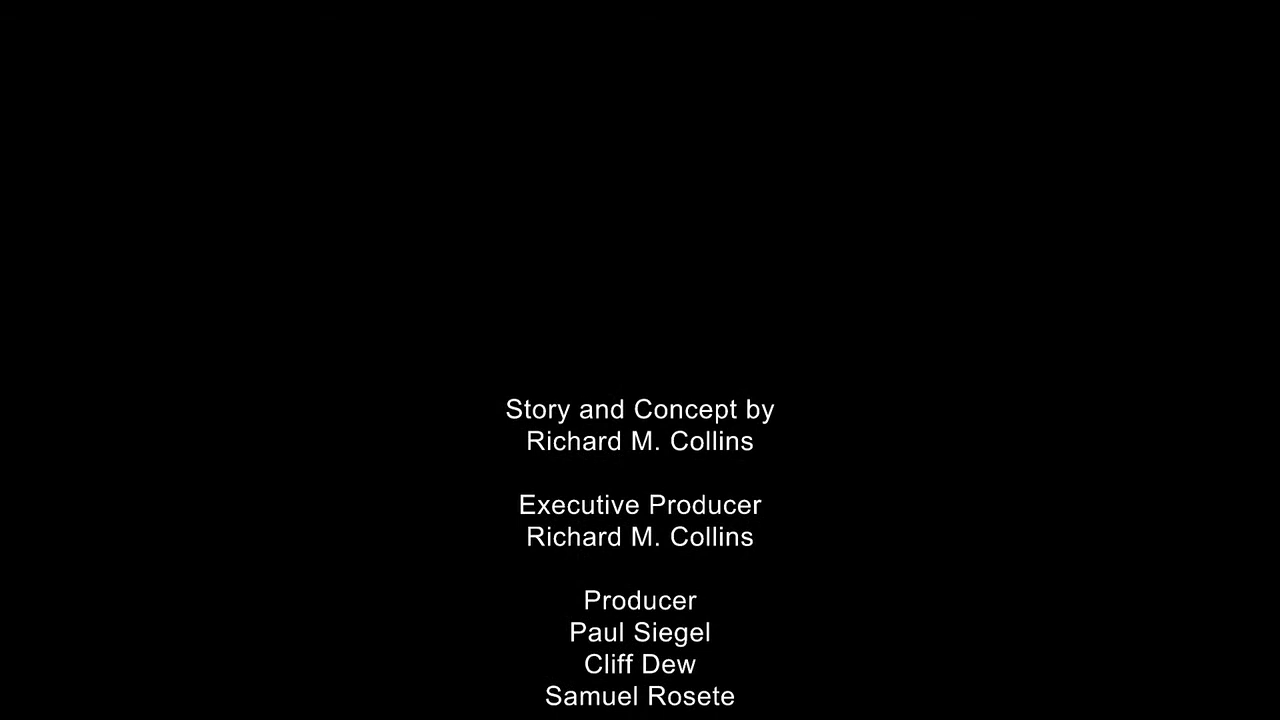 Story and Concept by
Richard M. Collins
Executive Producer
Richard M. Collins
Producer
Paul Siegel
Cliff Dew
Samuel Rosete